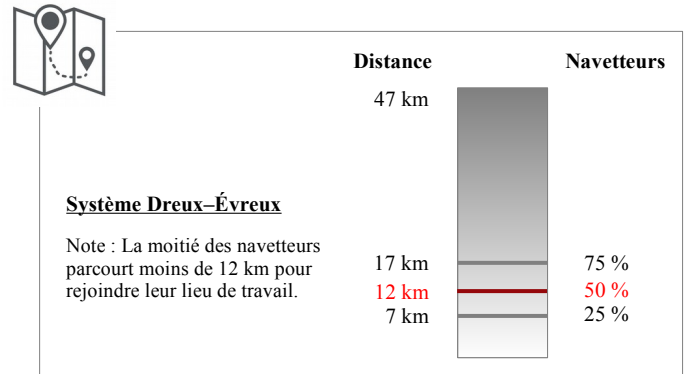 Distance Navetteurs
47 km
Système Dreux–Évreux
Note : La moitié des navetteurs
parcourt moins de 12 km pour
rejoindre leur lieu de travail.
17 km 75 %
12 km 50 %
7 km 25 %